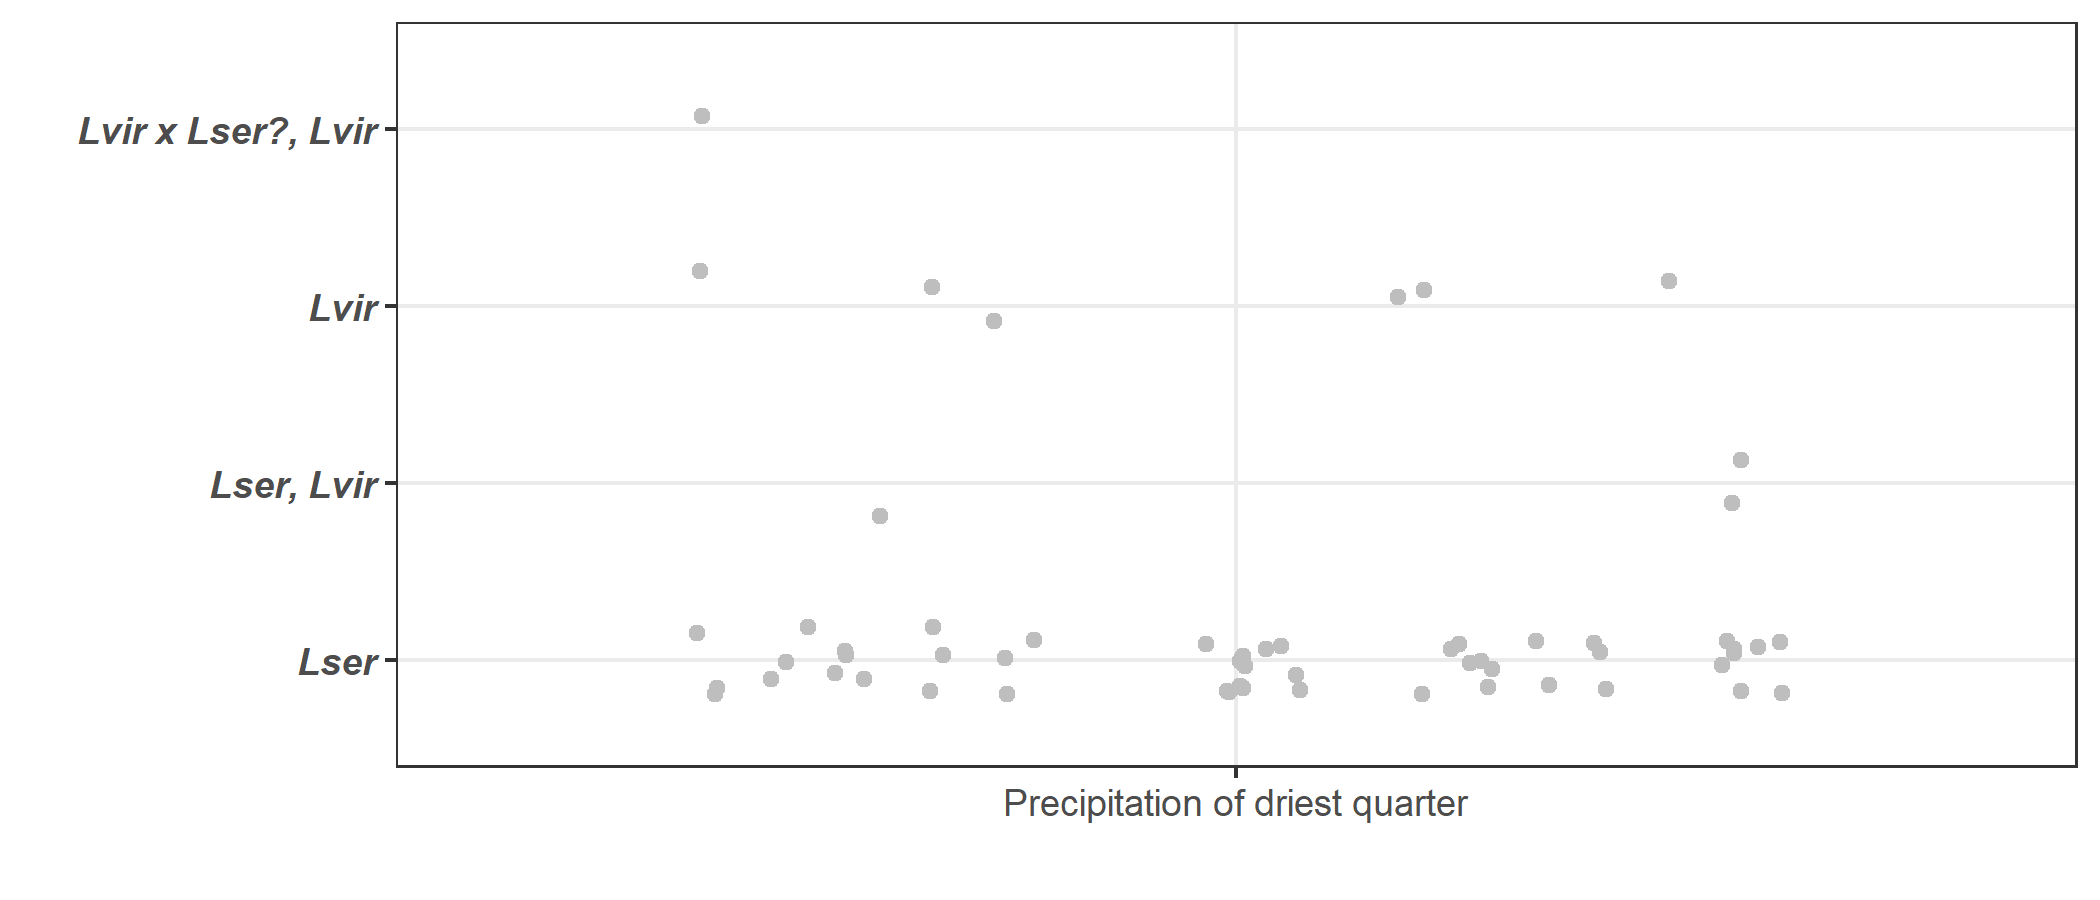 Lvir x Lser?, Lvir
Lvir
Lser, Lvir
Lser
Precipitation of driest quarter